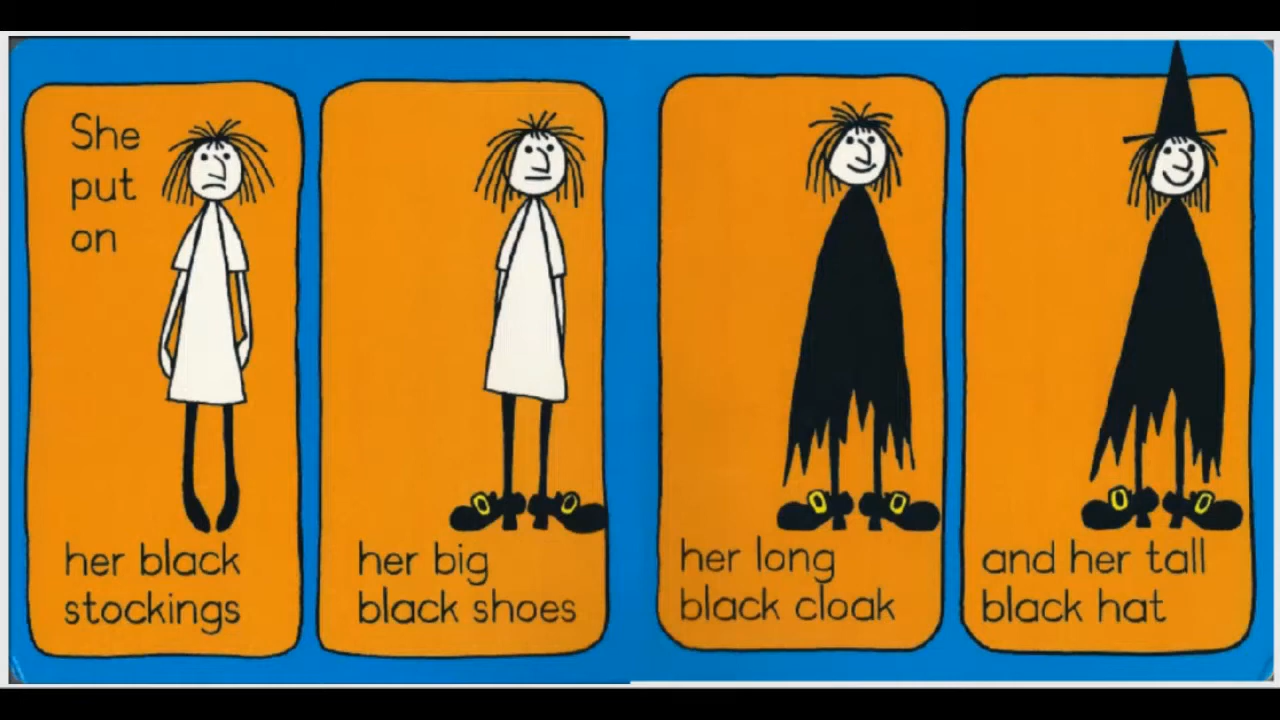 She
put
on
her black
stockings
her big
black shoes
her long
black cloak
and her tall
black hat